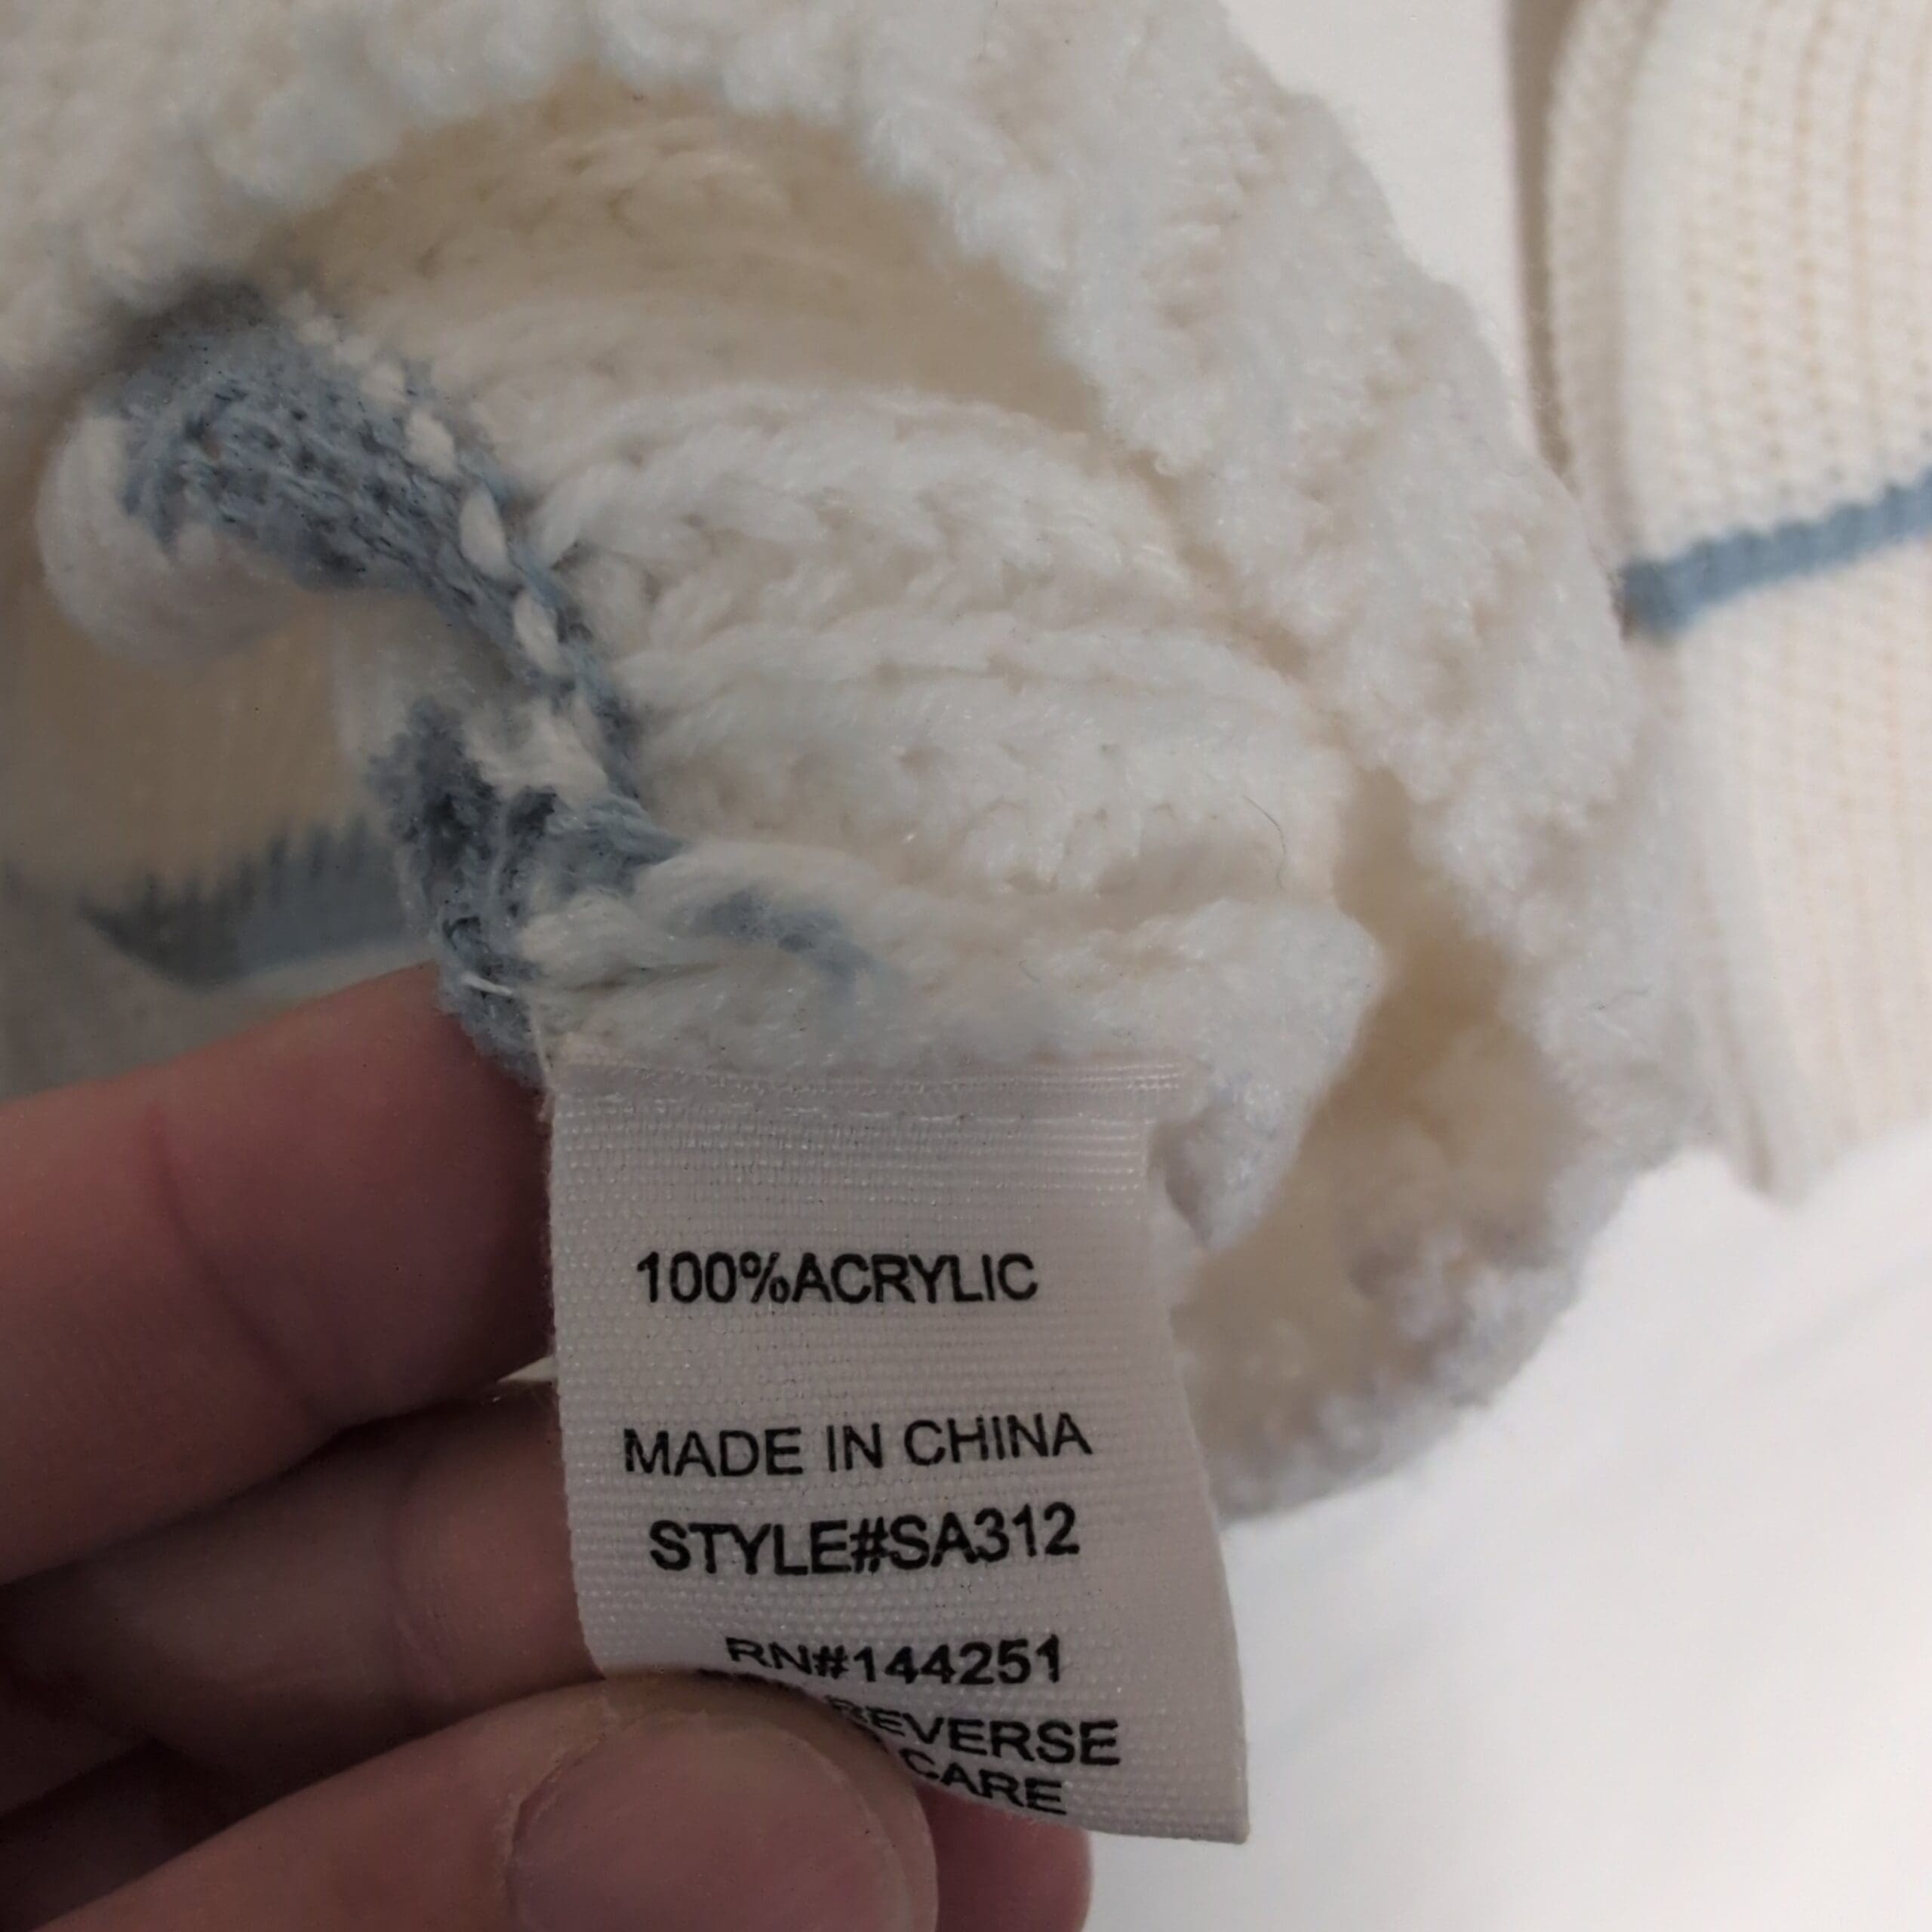 100%ACRYLIC
MADE IN CHINA
STYLE#SA312
RN#144251
REVERSE
CARE